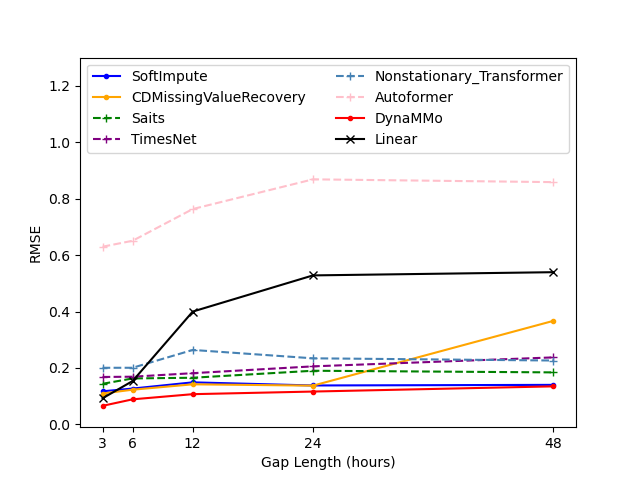 SoftImpute
CDMissingValueRecovery
Saits
TimesNet
Nonstationary_Transformer
Autoformer
DynaMMo
Linear
RMSE
1.2
1.0
0.8
0.6
0.4
0.2
0.0
3 6 12 24 48
Gap Length (hours)